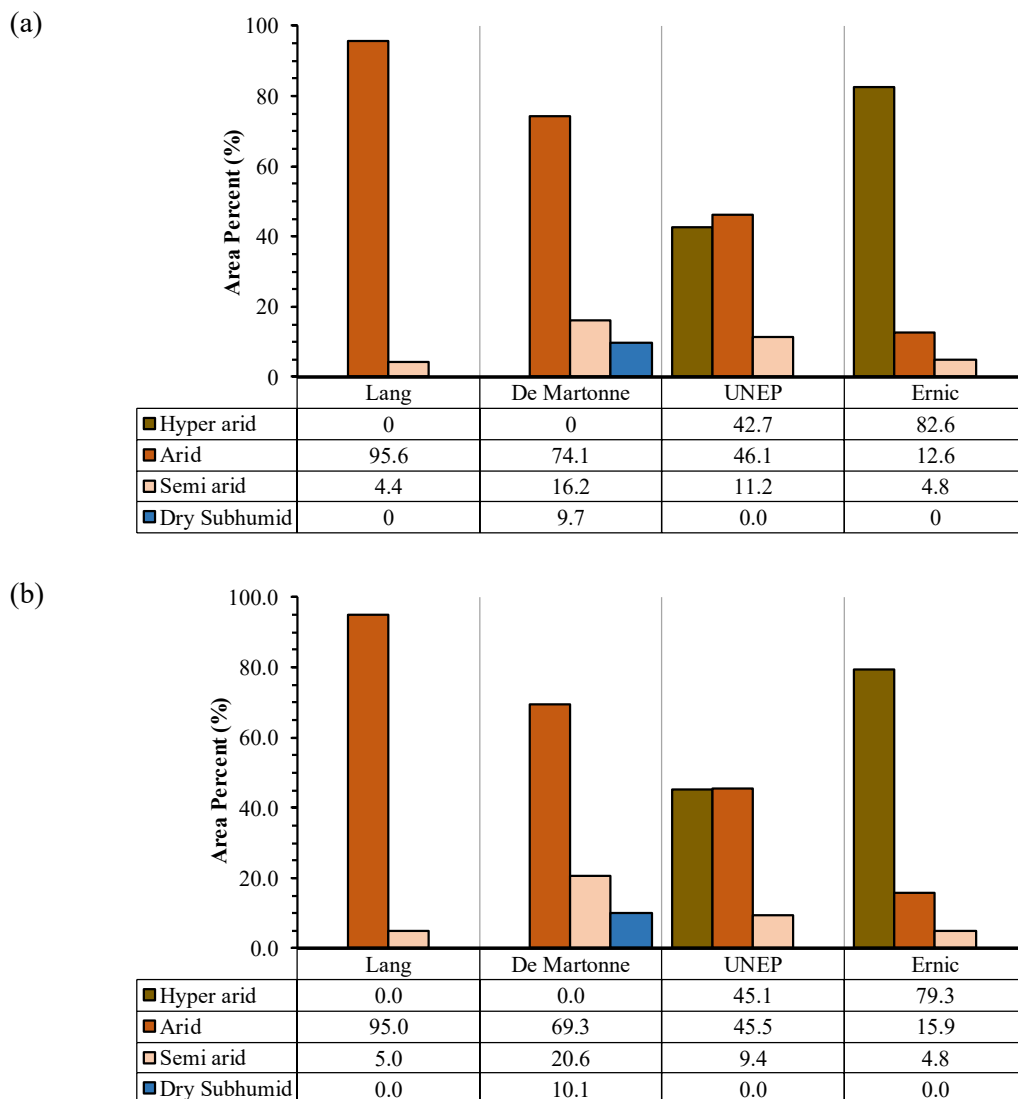 (a)
100
80
60
40
20
0
Area Percent (%)
Lang De Martonne UNEP Ernic
Hyper arid 0 0 42.7 82.6
Arid 95.6 74.1 46.1 12.6
Semi arid 4.4 16.2 11.2 4.8
Dry Subhumid 0 9.7 0.0 0
(b)
100.0
80.0
60.0
40.0
20.0
0.0
Area Percent (%)
Lang De Martonne UNEP Ernic
Hyper arid 0.0 0.0 45.1 79.3
Arid 95.0 69.3 45.5 15.9
Semi arid 5.0 20.6 9.4 4.8
Dry Subhumid 0.0 10.1 0.0 0.0